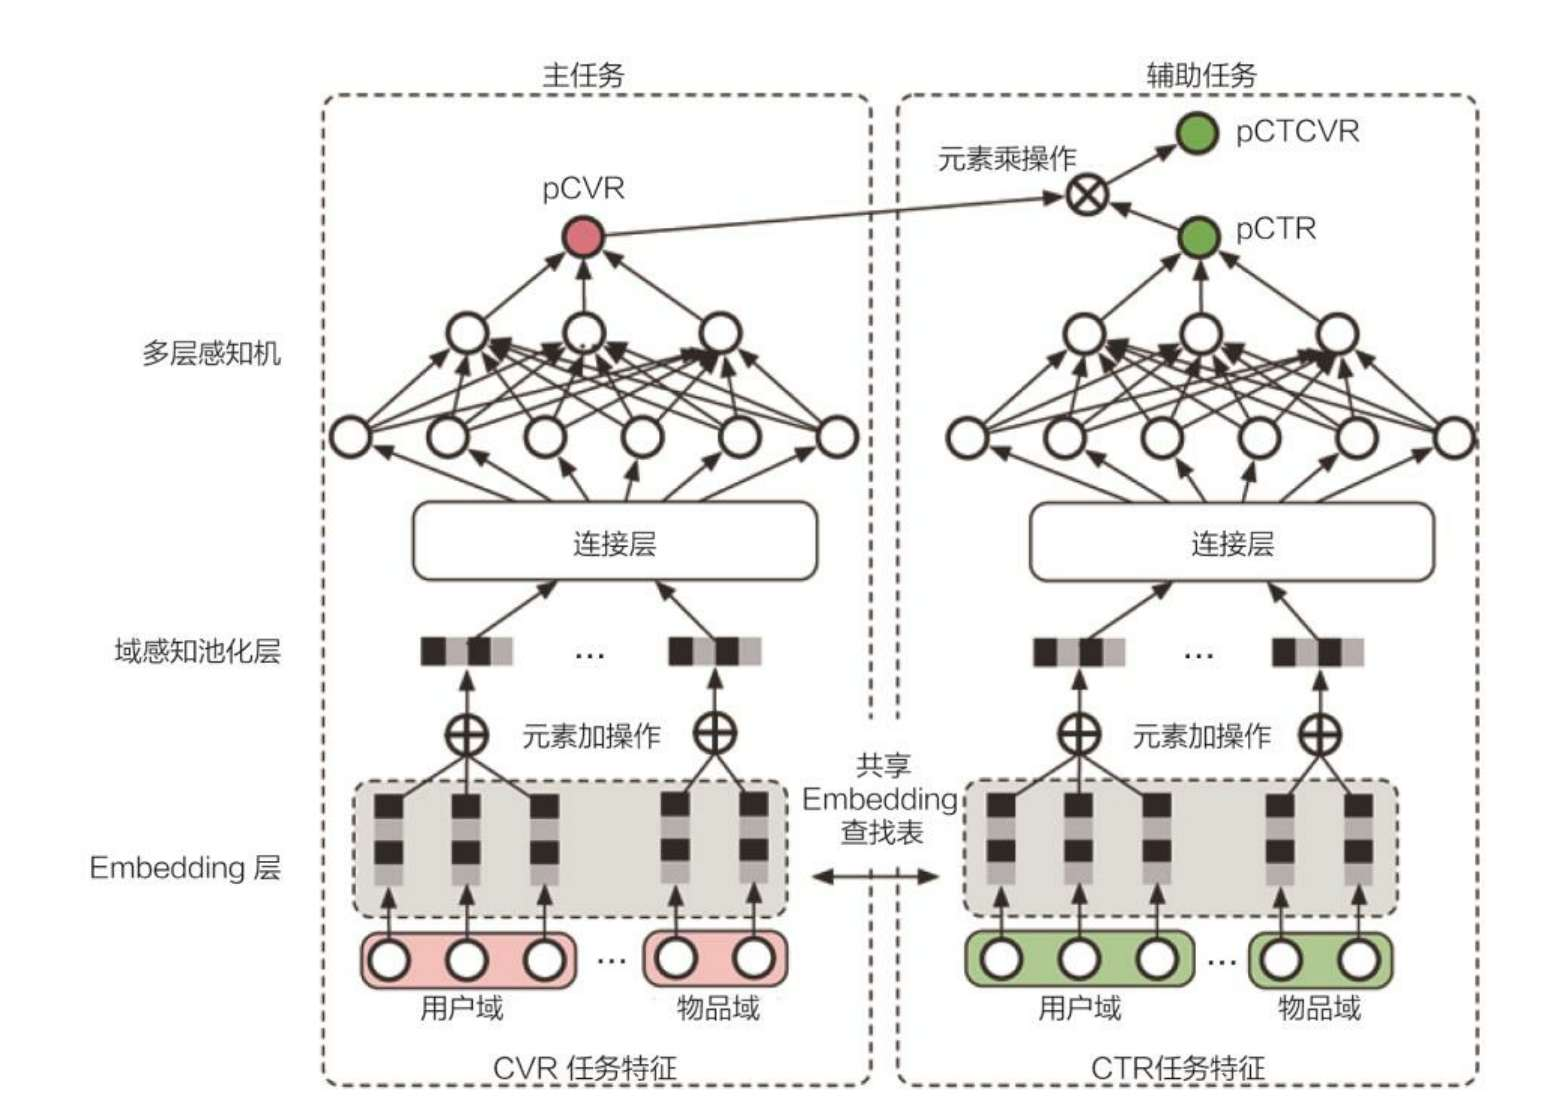 主任务
辅助任务
pCTCVR
元素乘操作
pCVR
pCTR
多层感知机
连接层
连接层
域感知池化层
...
...
元素加操作
元素加操作
共享
Embedding
查找表
Embedding 层
...
...
用户域
物品域
用户域
物品域
CVR 任务特征
CTR任务特征